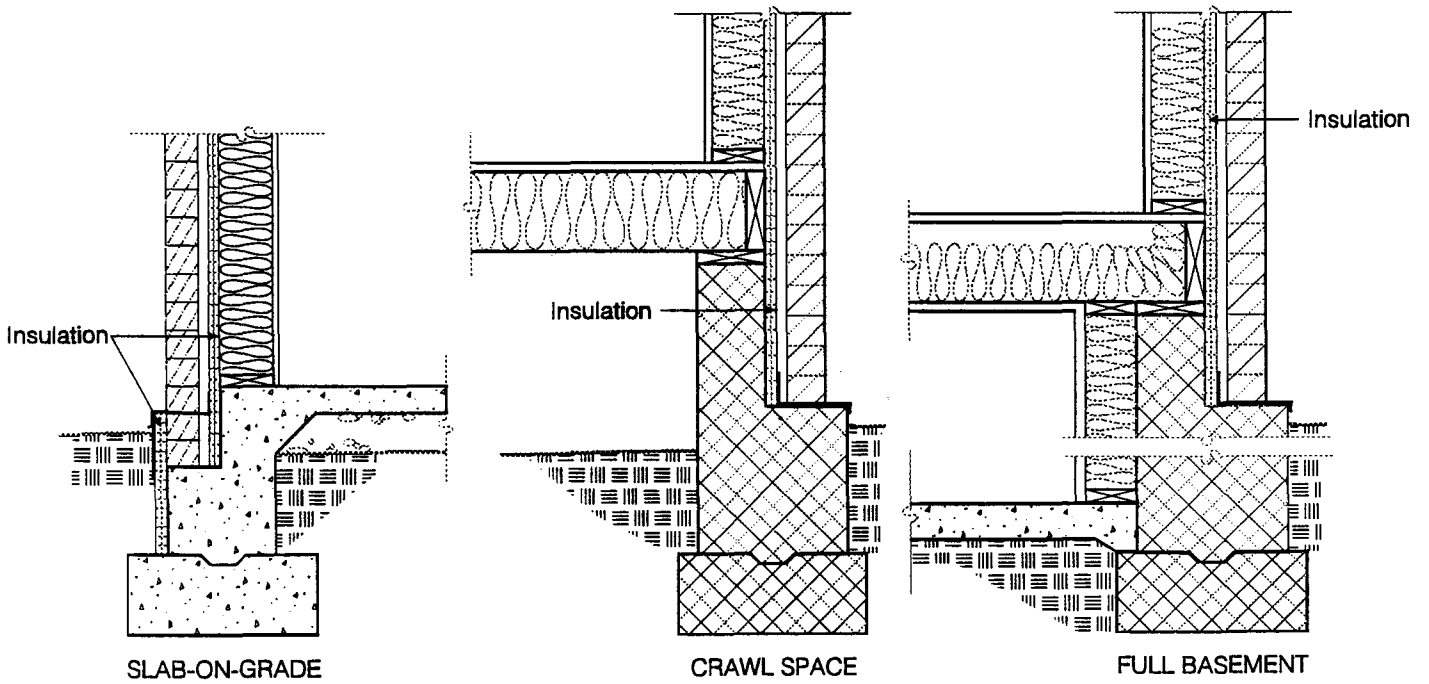 Insulation
SLAB-ON-GRADE
Insulation
CRAWL SPACE
Insulation
FULL BASEMENT